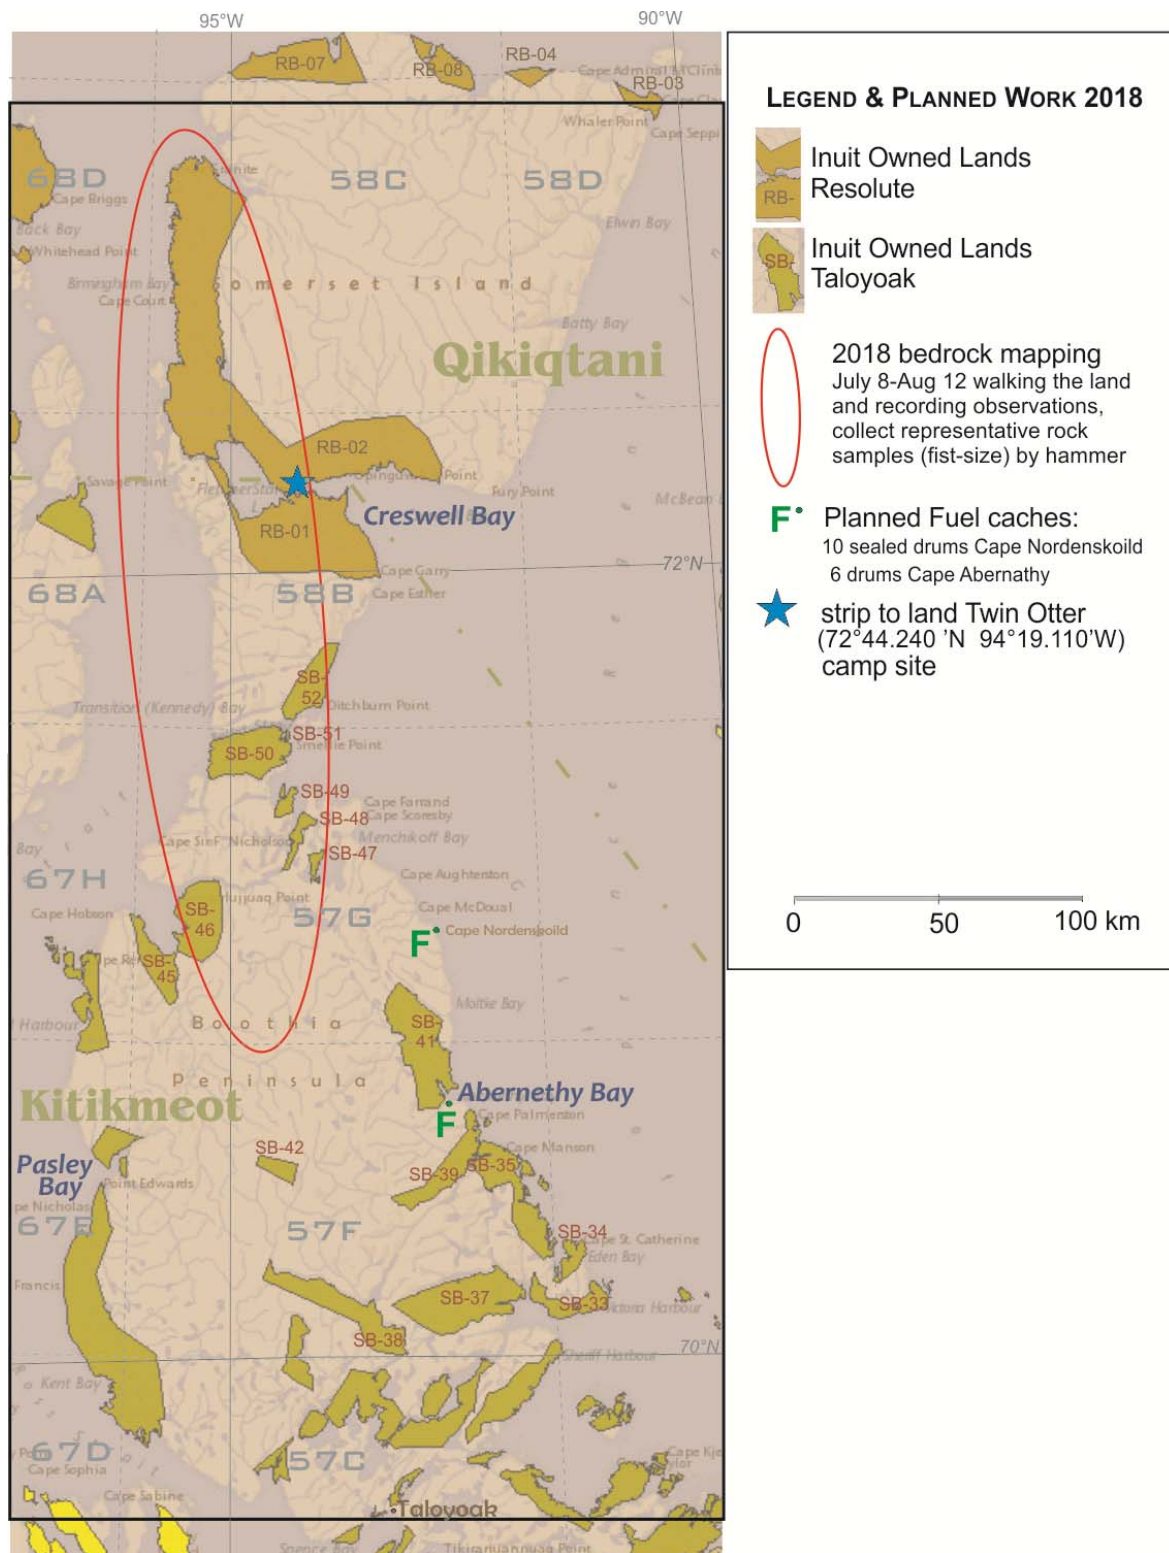 95°W
90°W
RB-07
RB-08
RB-04
RB-03
Whaler Point
Cape Seppi
68D
58C
58D
Cape Briggs
Back Bay
Whitehead Point
Elwin Bay
Birmingham Bay
Somerset Island
Cape Court
Batty Bay
Qikiqtani
RB-02
Savage Point
Point
Fury Point
McBean
Creswell Bay
RB-01
Cape Garry
72°N
68A
58B
Cape Esther
SB-
52
Transition (Kennedy) Bay
Ditchburn Point
SB-51
SB-50
Smellie Point
SB-49
Cape Farrand
SB-48
Cape Scoresby
Cape Sir F. Nicholson
Menchikoff Bay
Bay
SB-47
67H
Cape Aughterston
SB-
46
Cape Hobson
57G
Cape McDoual
F
Cape Nordenskoild
SB-
45
Harbour
Moltke Bay
SB-
41
Boothia
Peninsula
Kitikmeot
Abernethy Bay
F
Cape Palmerston
SB-42
Cape Manson
Pasley
Bay
SB-39
SB-35
Point Edwards
pe Nicholas
67E
57F
SB-34
Cape St. Catherine
Eden Bay
Francis
SB-37
SB-33
Victoria Harbour
SB-38
70°N
Sheriff Harbour
Kent Bay
67D
57C
Cape Sophia
Cape Kje
Cape Sabine
Taloyoak
Spence Bay
LEGEND & PLANNED WORK 2018
Inuit Owned Lands
Resolute
RB-
Inuit Owned Lands
Taloyoak
SB-
2018 bedrock mapping
July 8-Aug 12 walking the land
and recording observations,
collect representative rock
samples (fist-size) by hammer
F
Planned Fuel caches:
10 sealed drums Cape Nordenskoild
6 drums Cape Abernathy
strip to land Twin Otter
(72°44.240 'N 94°19.110'W)
camp site
0 50 100 km